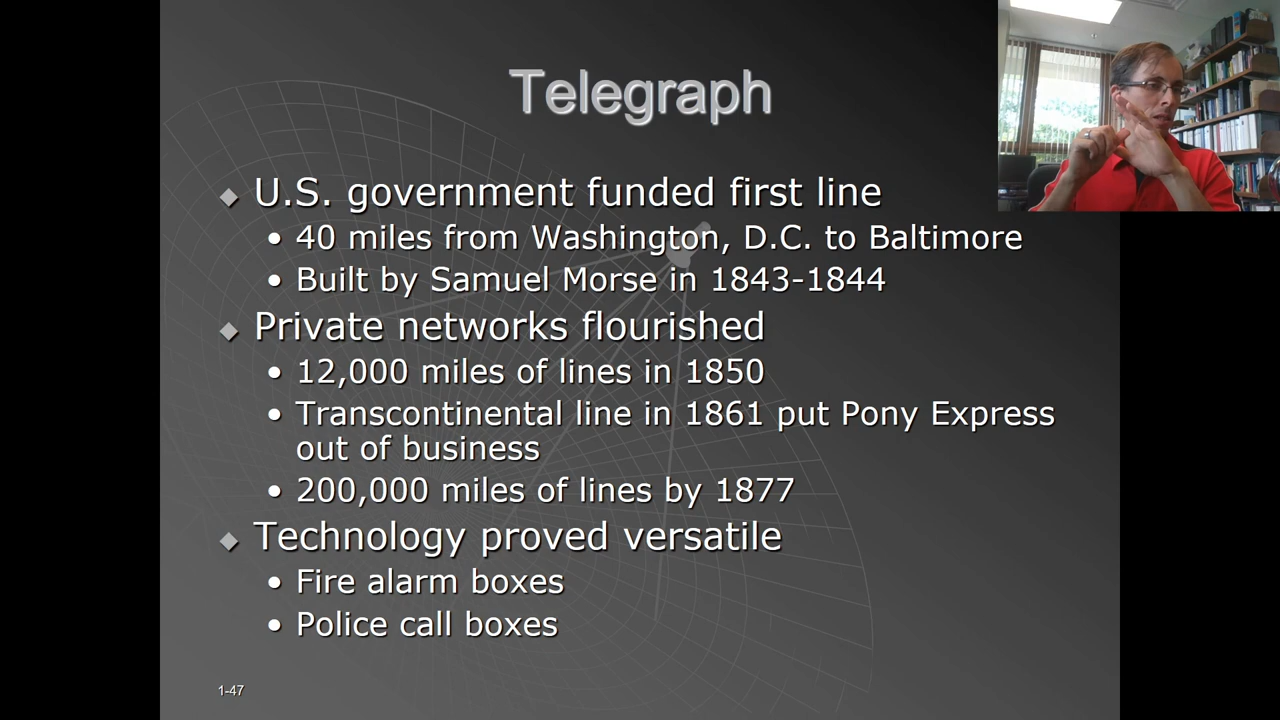 Telegraph
U.S. government funded first line
40 miles from Washington, D.C. to Baltimore
Built by Samuel Morse in 1843-1844
Private networks flourished
12,000 miles of lines in 1850
Transcontinental line in 1861 put Pony Express
out of business
200,000 miles of lines by 1877
Technology proved versatile
Fire alarm boxes
Police call boxes
1-47